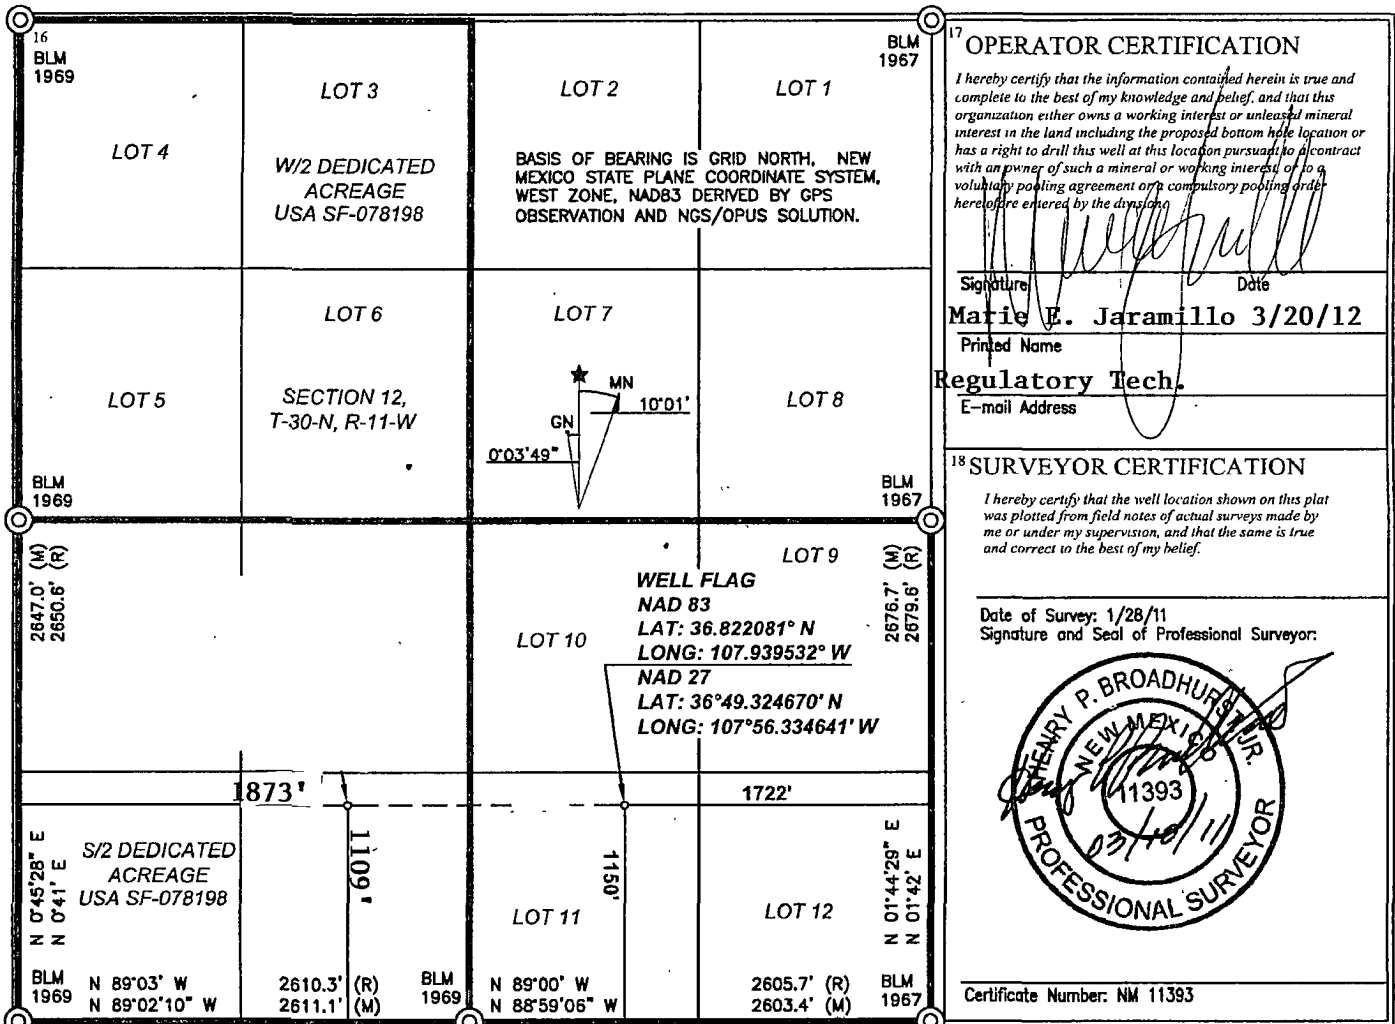 16
BLM
1969
LOT 4
LOT 3
W/2 DEDICATED
ACREAGE
USA SF-078198
LOT 2
LOT 1
BLM
1967
BASIS OF BEARING IS GRID NORTH, NEW
MEXICO STATE PLANE COORDINATE SYSTEM,
WEST ZONE, NAD83 DERIVED BY GPS
OBSERVATION AND NGS/OPUS SOLUTION.
LOT 5
LOT 6
SECTION 12,
T-30-N, R-11-W
LOT 7
MN
10°01'
GN
0°03'49"
LOT 8
BLM
1969
BLM
1967
2647.0' (M)
2650.6' (R)
LOT 9
WELL FLAG
NAD 83
LAT: 36.822081° N
LONG: 107.939532° W
NAD 27
LAT: 36°49.324670' N
LONG: 107°56.334641' W
LOT 10
2676.7' (M)
2679.6' (R)
1873'
1722'
1109'
1150'
S/2 DEDICATED
ACREAGE
USA SF-078198
N 0°45'28" E
N 0°41' E
LOT 11
LOT 12
N 01°44'29" E
N 01°42' E
BLM
1969
N 89°03' W 2610.3' (R)
N 89°02'10" W 2611.1' (M)
BLM
1969
N 89°00' W 2605.7' (R)
N 88°59'06" W 2603.4' (M)
BLM
1967
17 OPERATOR CERTIFICATION
I hereby certify that the information contained herein is true and
complete to the best of my knowledge and belief, and that this
organization either owns a working interest or unleased mineral
interest in the land including the proposed bottom hole location or
has a right to drill this well at this location pursuant to a contract
with an owner of such a mineral or working interest, or to a
voluntary pooling agreement or a compulsory pooling order
heretofore entered by the division
Signature Date
Marie E. Jaramillo 3/20/12
Printed Name
Regulatory Tech.
E-mail Address
18 SURVEYOR CERTIFICATION
I hereby certify that the well location shown on this plat
was plotted from field notes of actual surveys made by
me or under my supervision, and that the same is true
and correct to the best of my belief.
Date of Survey: 1/28/11
Signature and Seal of Professional Surveyor:
HENRY P. BROADHURST JR.
NEW MEXICO
11393
03/10/11
PROFESSIONAL SURVEYOR
Certificate Number: NM 11393